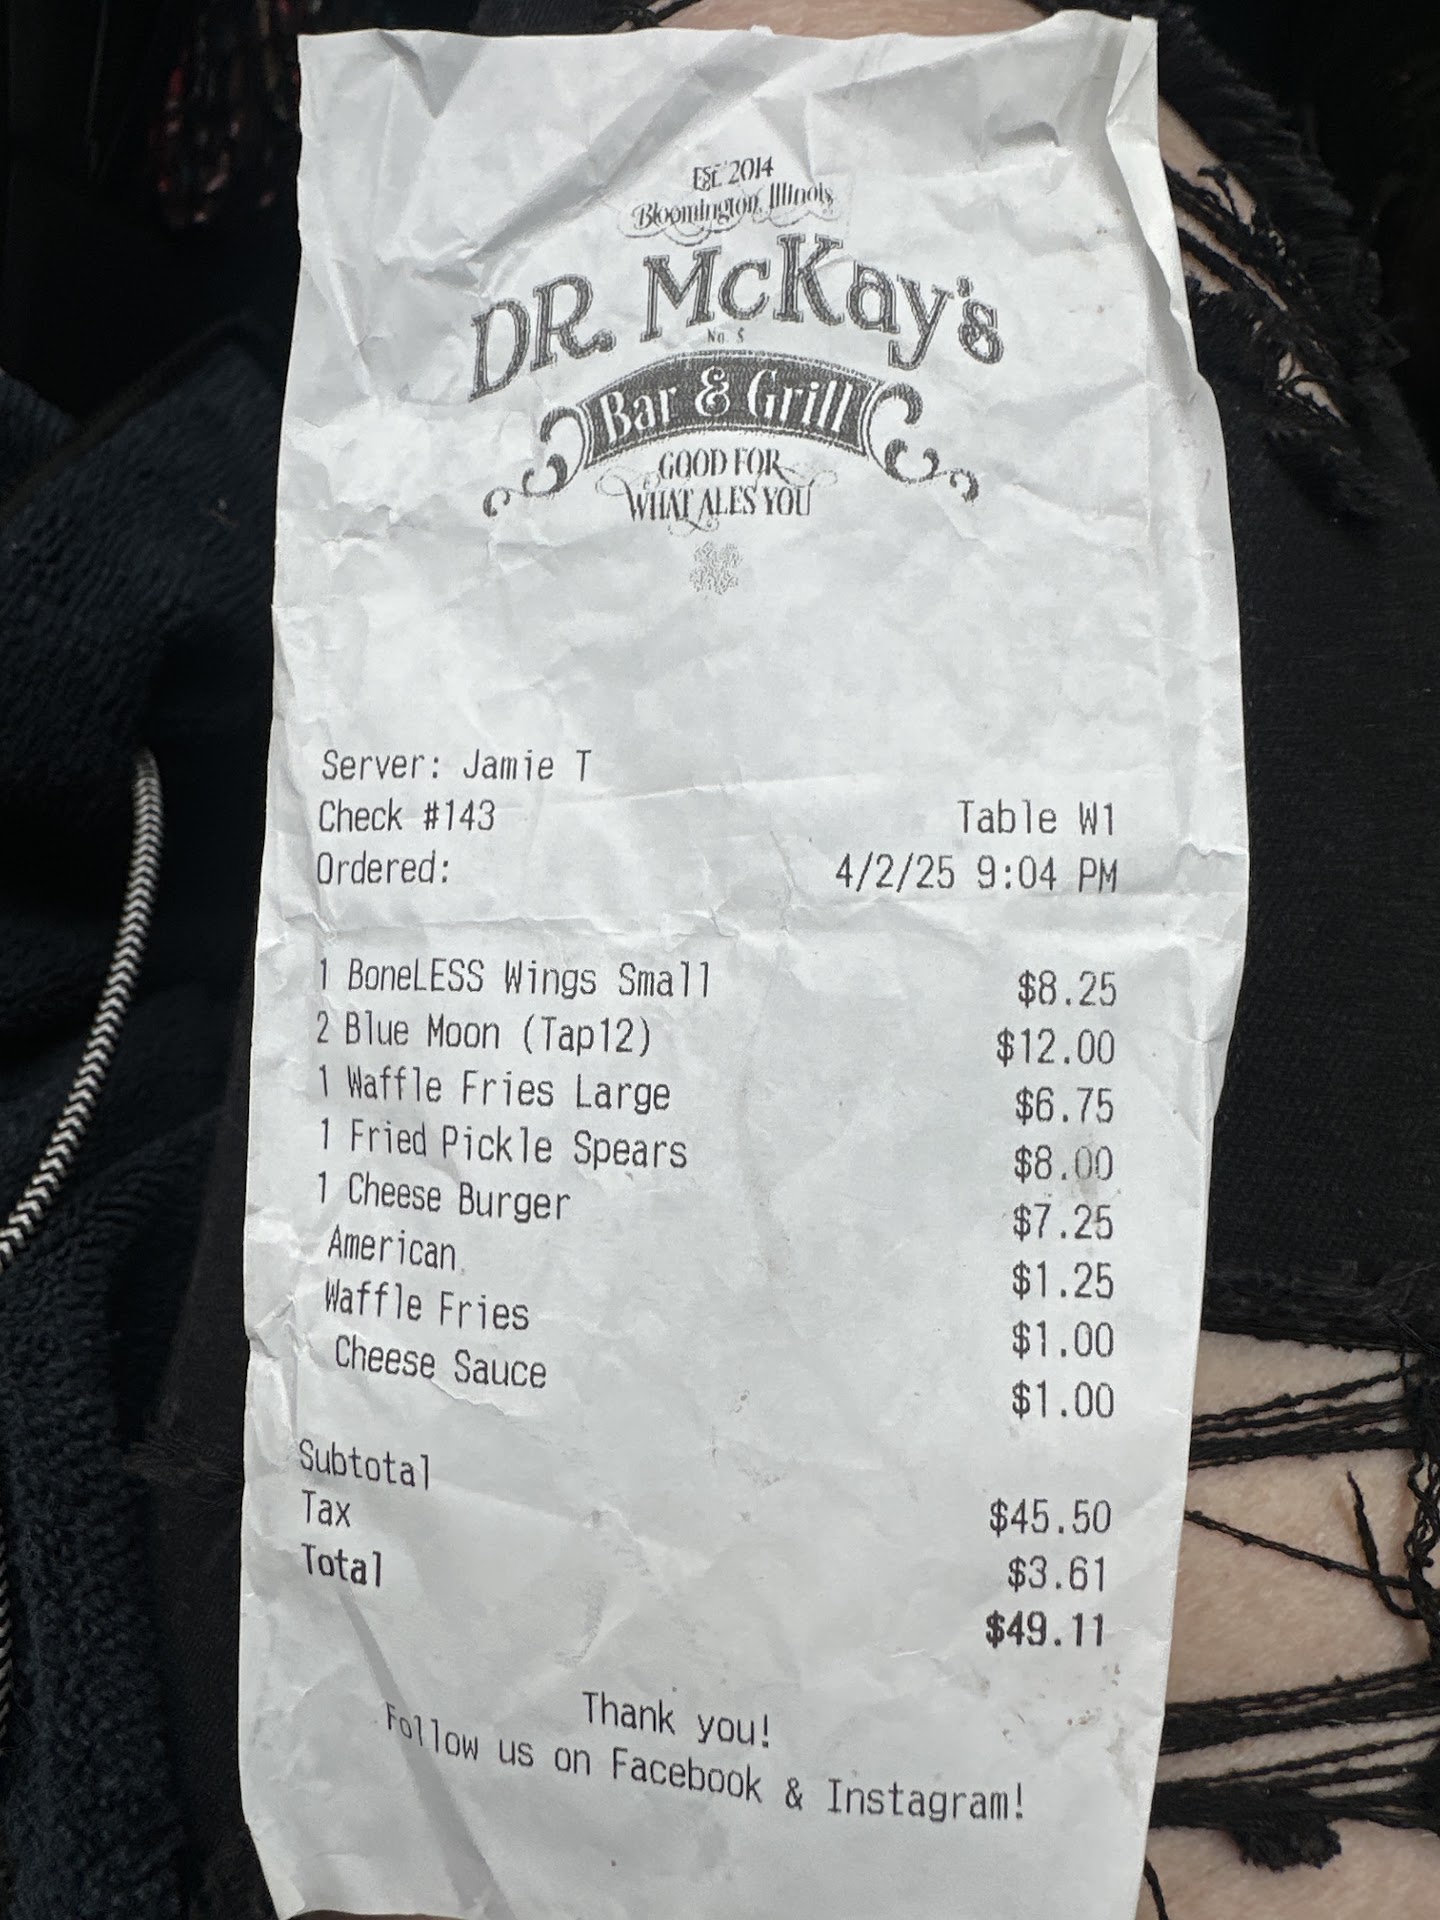 Est. 2014
Bloomington, Illinois
DR. McKay's
No. 5
Bar & Grill
GOOD FOR
WHAT ALES YOU
Server: Jamie T
Check #143 Table W1
Ordered: 4/2/25 9:04 PM
1 BoneLESS Wings Small $8.25
2 Blue Moon (Tap12) $12.00
1 Waffle Fries Large $6.75
1 Fried Pickle Spears $8.00
1 Cheese Burger $7.25
American $1.25
Waffle Fries $1.00
Cheese Sauce $1.00
Subtotal $45.50
Tax $3.61
Total $49.11
Thank you!
Follow us on Facebook & Instagram!